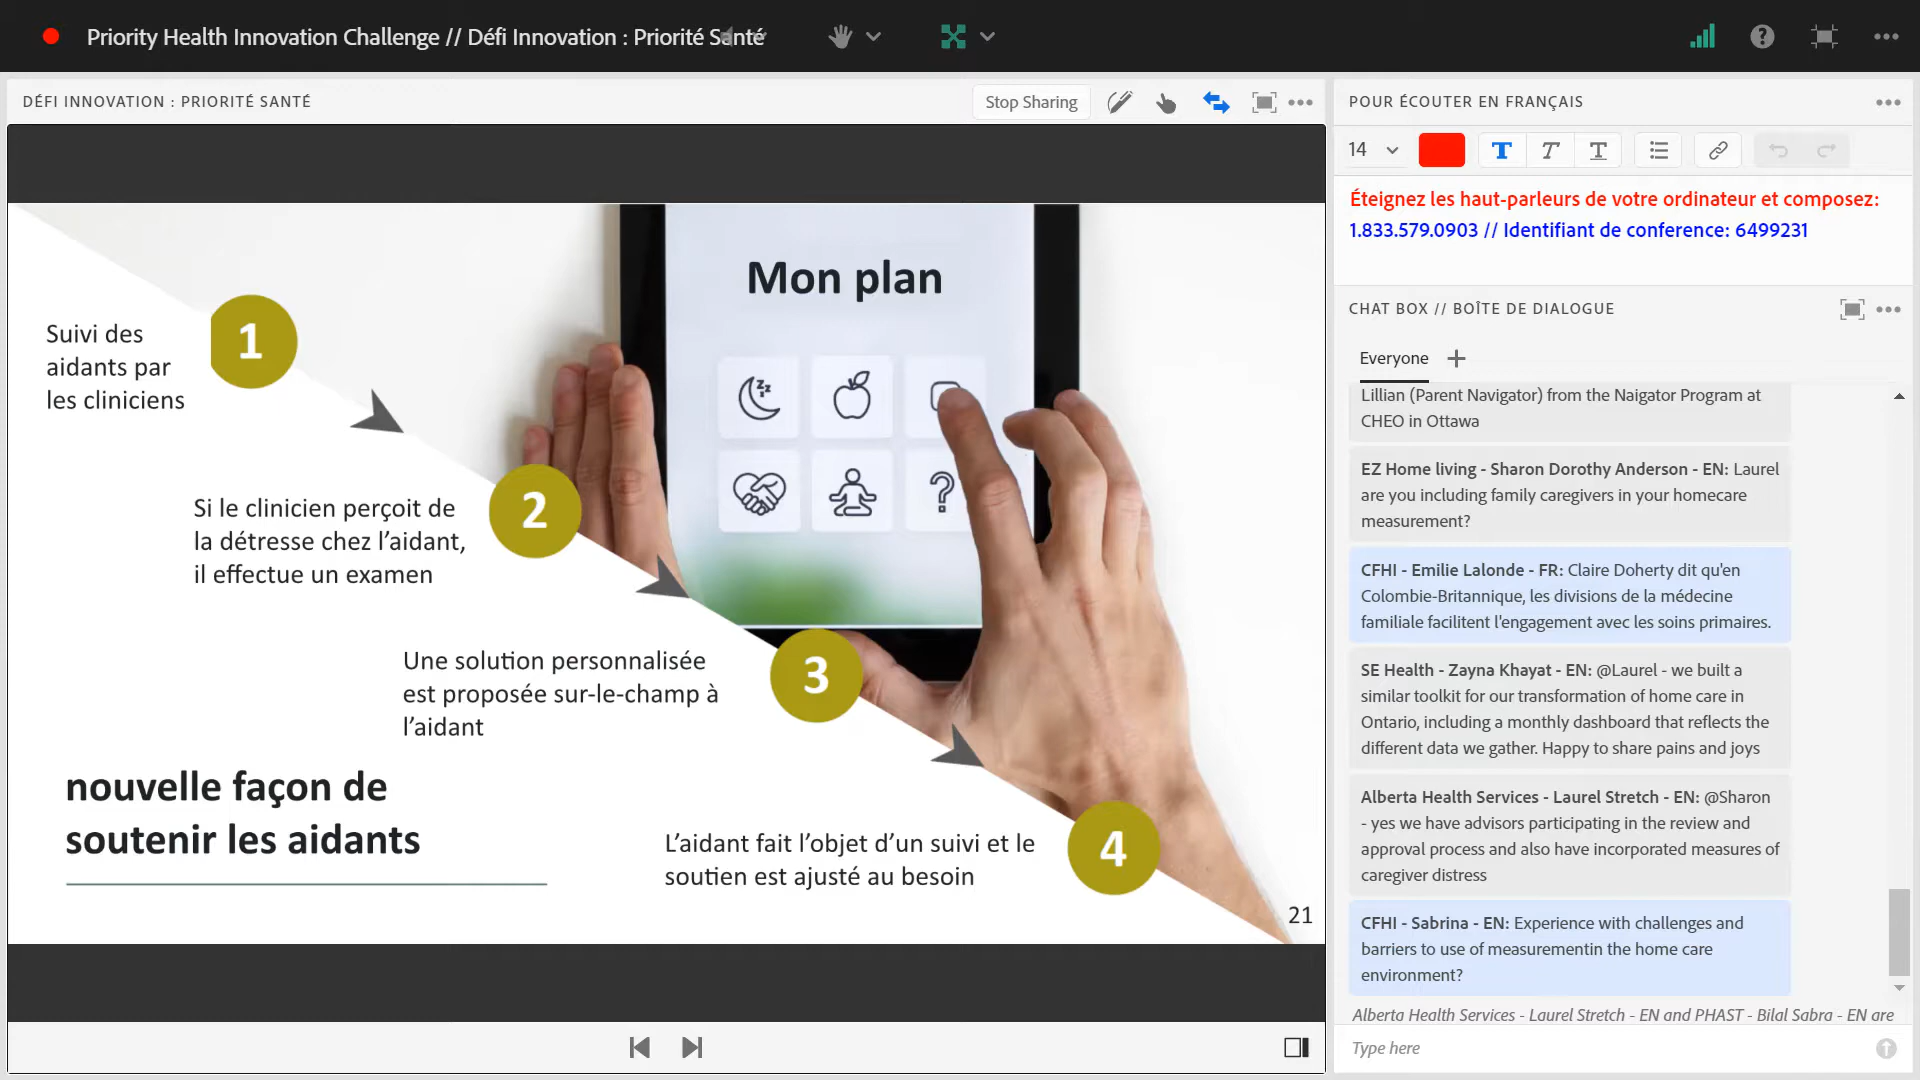 Priority Health Innovation Challenge // Défi Innovation : Priorité Santé
DÉFI INNOVATION : PRIORITÉ SANTÉ
Stop Sharing
Mon plan
1
Suivi des
aidants par
les cliniciens
2
Si le clinicien perçoit de
la détresse chez l’aidant,
il effectue un examen
3
Une solution personnalisée
est proposée sur-le-champ à
l’aidant
nouvelle façon de
soutenir les aidants
4
L’aidant fait l’objet d’un suivi et le
soutien est ajusté au besoin
21
POUR ÉCOUTER EN FRANÇAIS
14
T T T
Éteignez les haut-parleurs de votre ordinateur et composez:
1.833.579.0903 // Identifiant de conference: 6499231
CHAT BOX // BOÎTE DE DIALOGUE
Everyone
Lillian (Parent Navigator) from the Naigator Program at
CHEO in Ottawa
EZ Home living - Sharon Dorothy Anderson - EN: Laurel
are you including family caregivers in your homecare
measurement?
CFHI - Emilie Lalonde - FR: Claire Doherty dit qu'en
Colombie-Britannique, les divisions de la médecine
familiale facilitent l'engagement avec les soins primaires.
SE Health - Zayna Khayat - EN: @Laurel - we built a
similar toolkit for our transformation of home care in
Ontario, including a monthly dashboard that reflects the
different data we gather. Happy to share pains and joys
Alberta Health Services - Laurel Stretch - EN: @Sharon
- yes we have advisors participating in the review and
approval process and also have incorporated measures of
caregiver distress
CFHI - Sabrina - EN: Experience with challenges and
barriers to use of measurementin the home care
environment?
Alberta Health Services - Laurel Stretch - EN and PHAST - Bilal Sabra - EN are
Type here